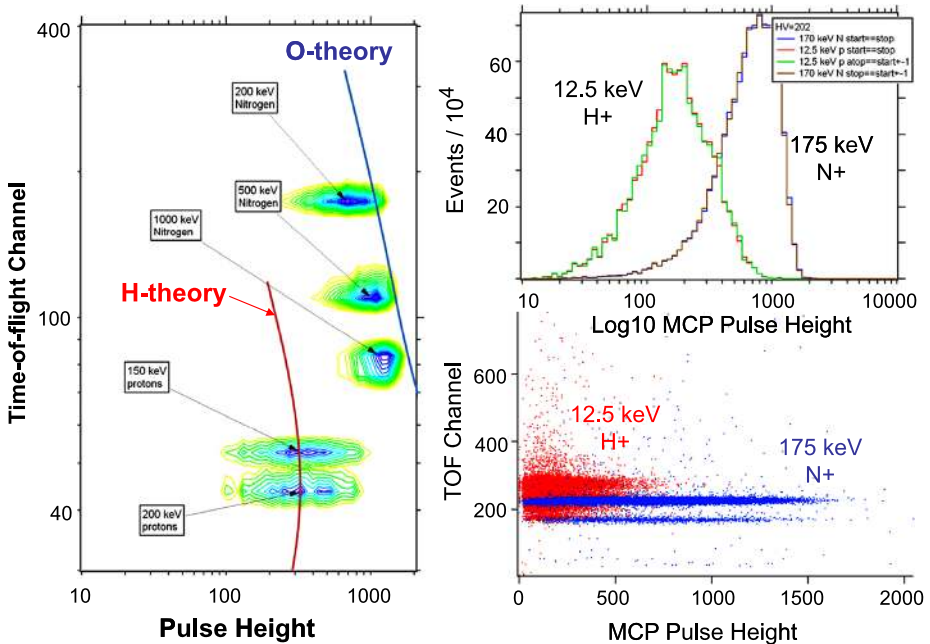 400
O-theory
200 keV
Nitrogen
500 keV
Nitrogen
1000 keV
Nitrogen
H-theory
100
150 keV
protons
200 keV
protons
40
Time-of-flight Channel
10
100
1000
Pulse Height
HV=202
170 keV N start==stop
12.5 keV p start==stop
12.5 keV p atop==start+-1
170 keV N stop==start+-1
60
12.5 keV
H+
40
175 keV
N+
20
Events / 10⁴
10
100
1000
10000
Log10 MCP Pulse Height
600
12.5 keV
H+
175 keV
N+
400
200
0
TOF Channel
0
500
1000
1500
2000
MCP Pulse Height